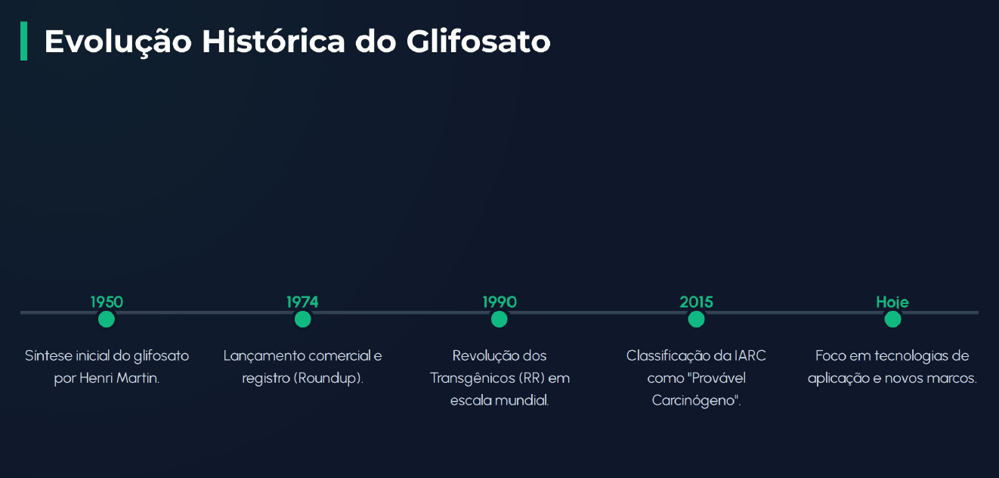 Evolução Histórica do Glifosato
1950
Síntese inicial do glifosato
por Henri Martin.
1974
Lançamento comercial e
registro (Roundup).
1990
Revolução dos
Transgênicos (RR) em
escala mundial.
2015
Classificação da IARC
como "Provável
Carcinógeno".
Hoje
Foco em tecnologias de
aplicação e novos marcos.